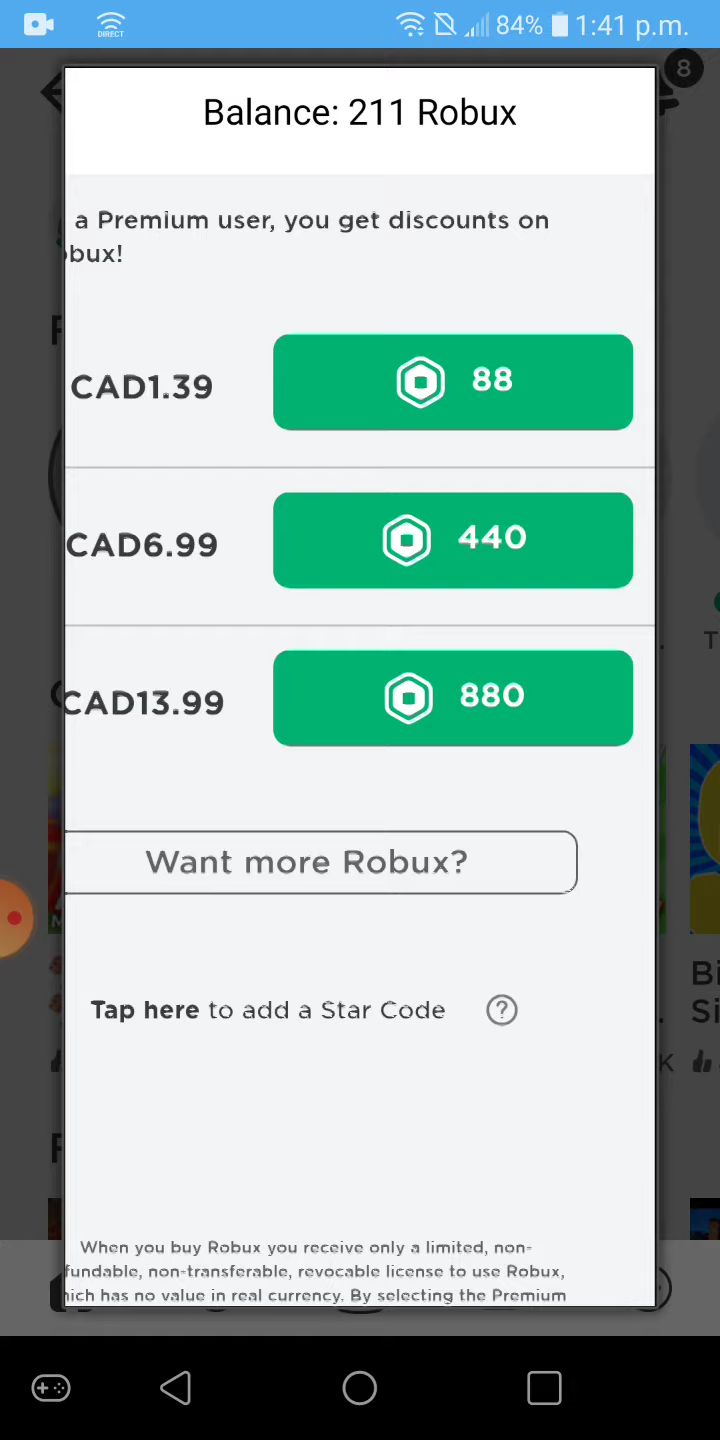 DIRECT
84%
1:41 p.m.
8
Balance: 211 Robux
a Premium user, you get discounts on
obux!
CAD1.39
88
CAD6.99
440
CAD13.99
880
Want more Robux?
Tap here to add a Star Code
?
When you buy Robux you receive only a limited, non-
fundable, non-transferable, revocable license to use Robux,
hich has no value in real currency. By selecting the Premium
Bi
Si
K